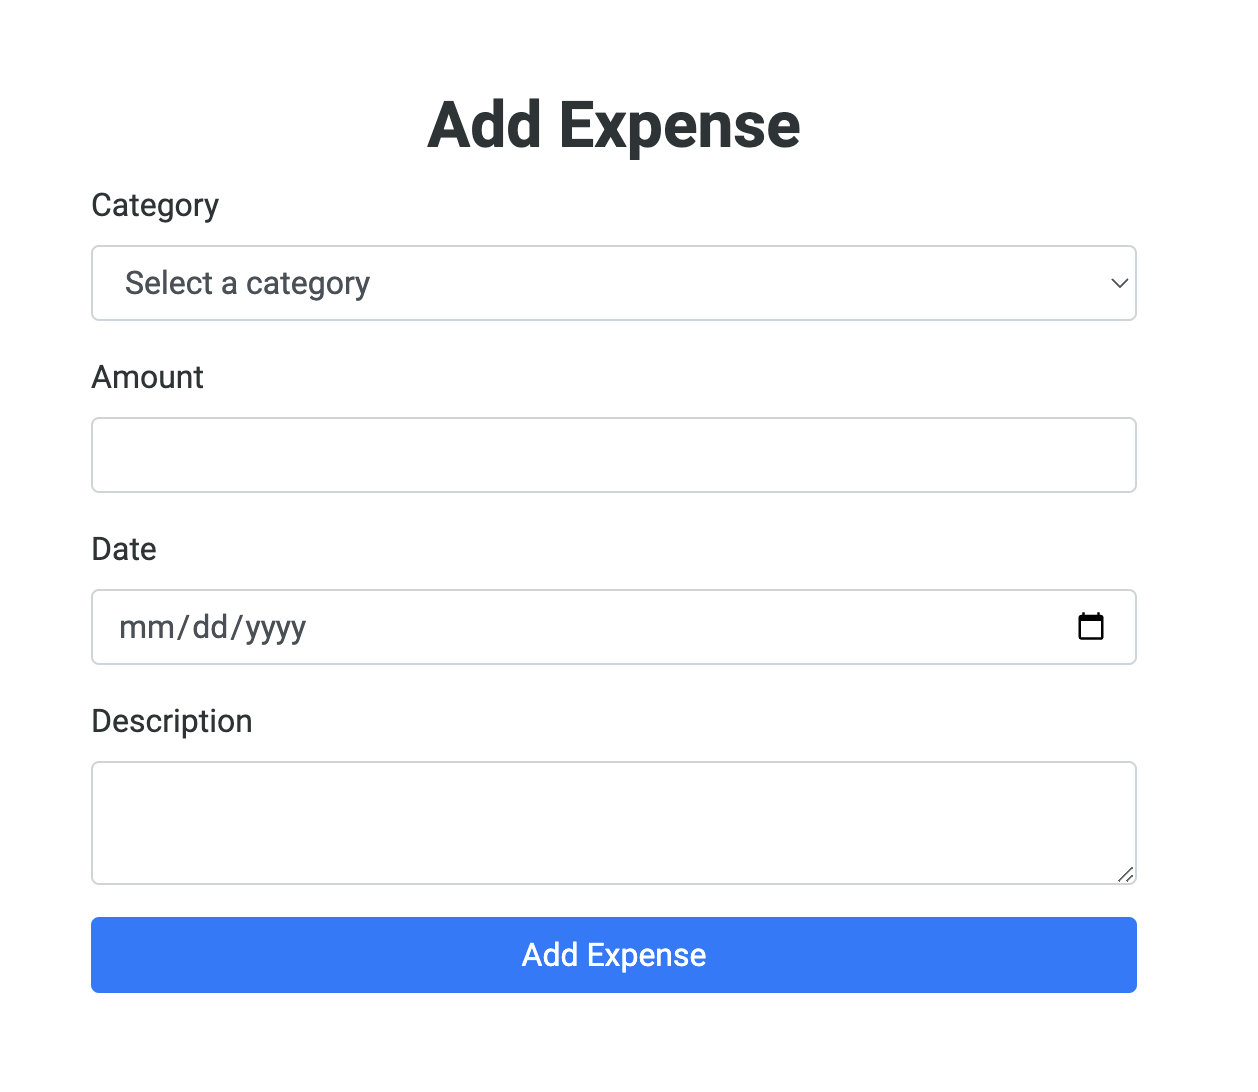 Add Expense
Category
Select a category
Amount
Date
mm/dd/yyyy
Description
Add Expense